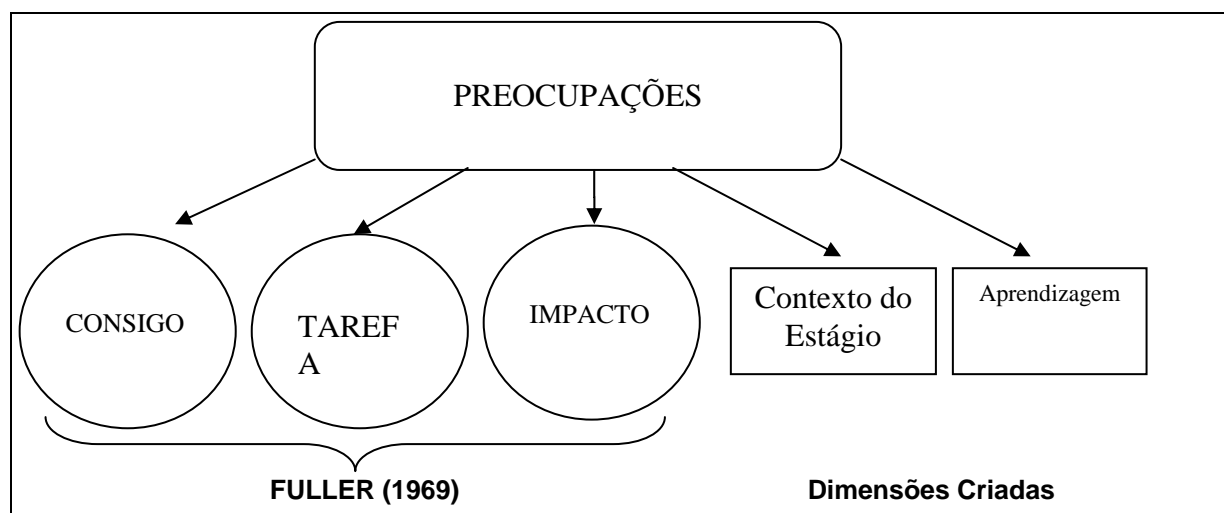 PREOCUPAÇÕES
CONSIGO
TAREF
A
IMPACTO
Contexto do
Estágio
Aprendizagem
FULLER (1969)
Dimensões Criadas